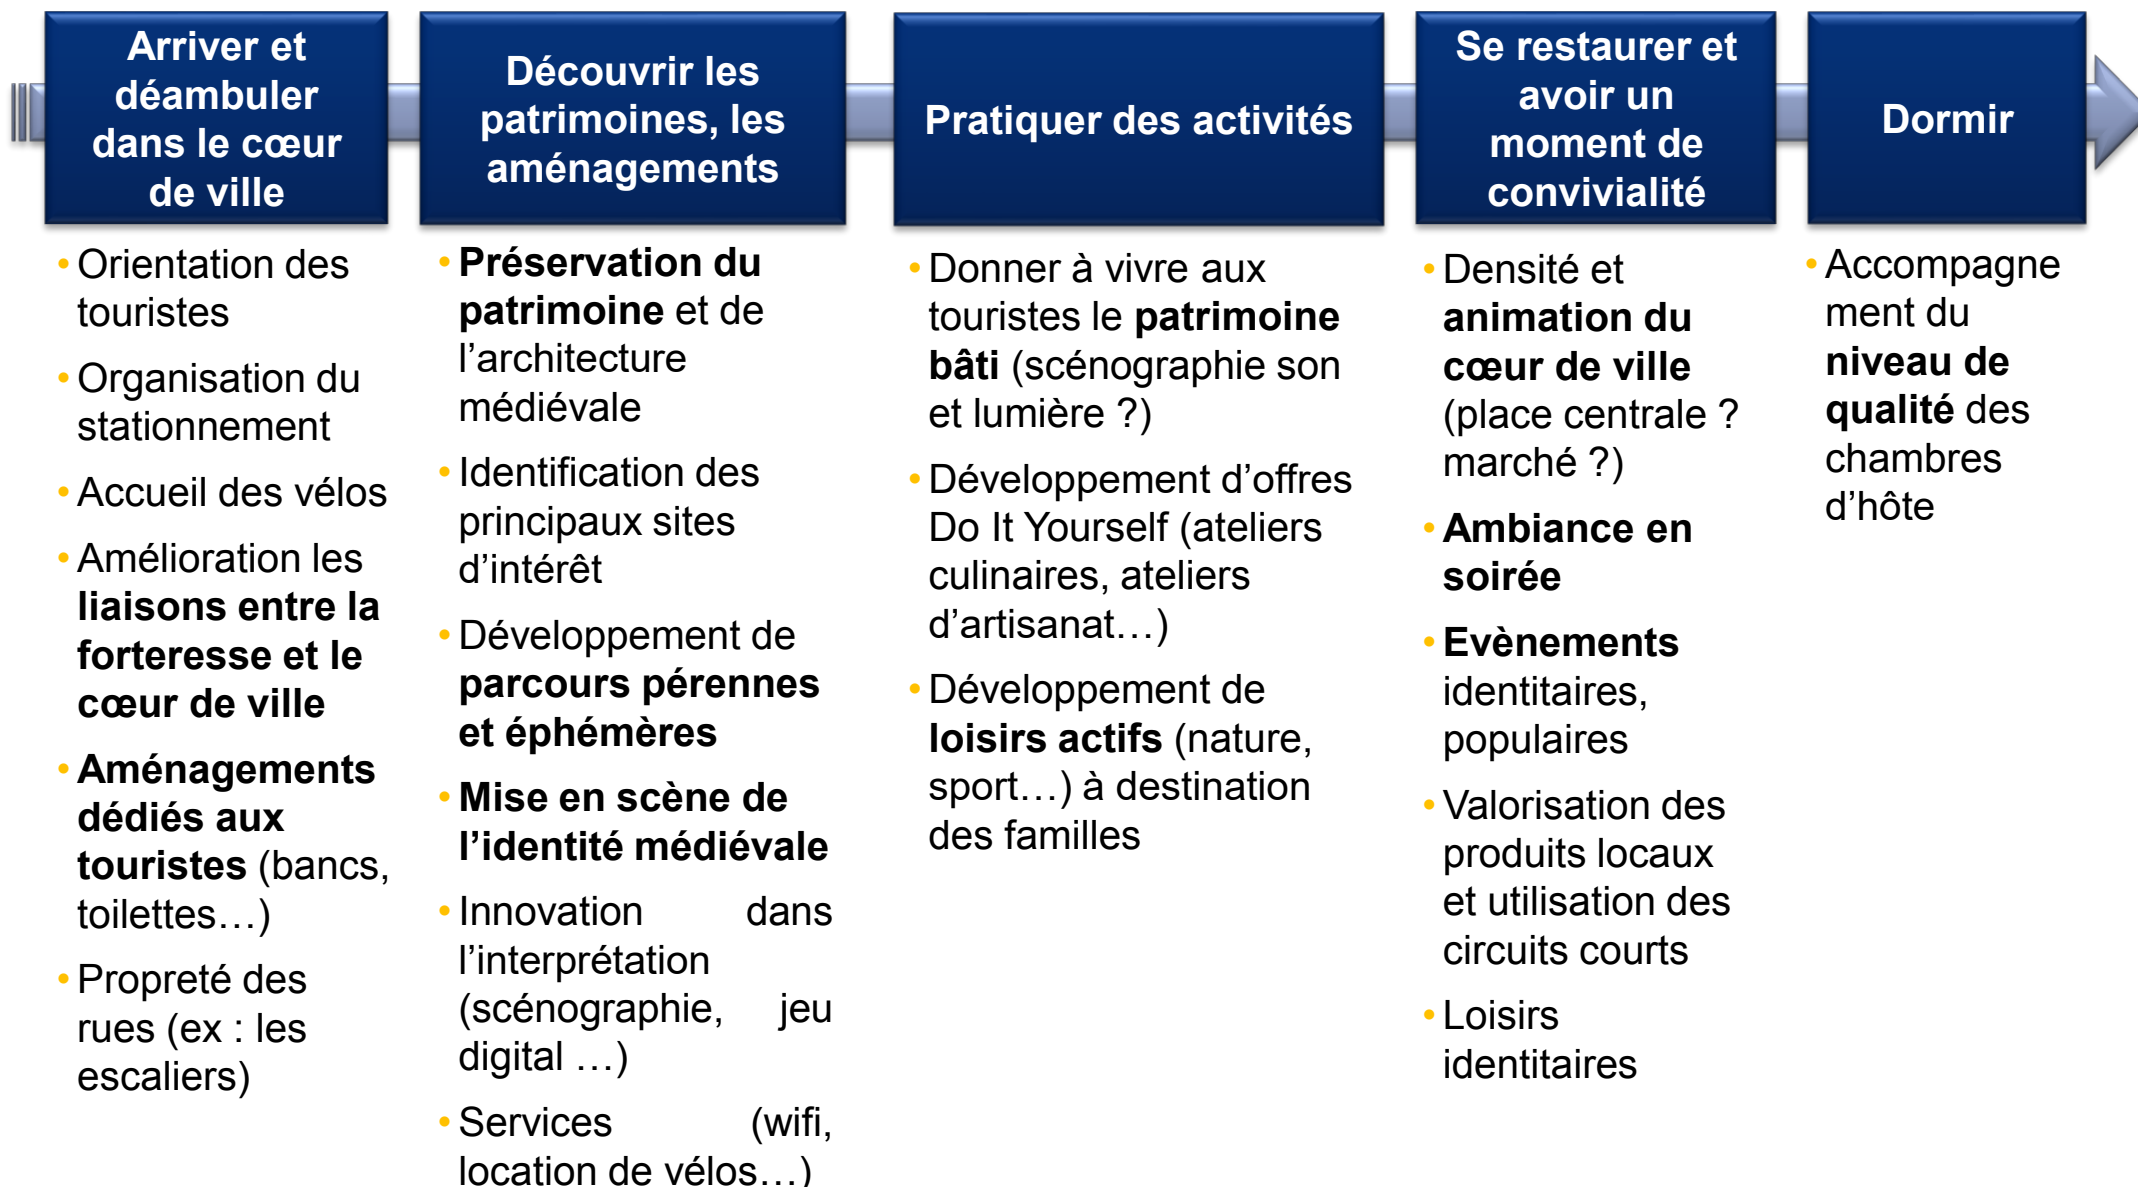 Arriver et
déambuler
dans le cœur
de ville
Découvrir les
patrimoines, les
aménagements
Pratiquer des activités
Se restaurer et
avoir un
moment de
convivialité
Dormir
• Orientation des
touristes
• Organisation du
stationnement
• Accueil des vélos
• Amélioration les
liaisons entre la
forteresse et le
cœur de ville
• Aménagements
dédiés aux
touristes (bancs,
toilettes…)
• Propreté des
rues (ex : les
escaliers)
• Préservation du
patrimoine et de
l’architecture
médiévale
• Identification des
principaux sites
d’intérêt
• Développement de
parcours pérennes
et éphémères
• Mise en scène de
l’identité médiévale
• Innovation dans
l’interprétation
(scénographie, jeu
digital …)
• Services (wifi,
location de vélos…)
• Donner à vivre aux
touristes le patrimoine
bâti (scénographie son
et lumière ?)
• Développement d’offres
Do It Yourself (ateliers
culinaires, ateliers
d’artisanat…)
• Développement de
loisirs actifs (nature,
sport…) à destination
des familles
• Densité et
animation du
cœur de ville
(place centrale ?
marché ?)
• Ambiance en
soirée
• Evènements
identitaires,
populaires
• Valorisation des
produits locaux
et utilisation des
circuits courts
• Loisirs
identitaires
• Accompagne
ment du
niveau de
qualité des
chambres
d’hôte